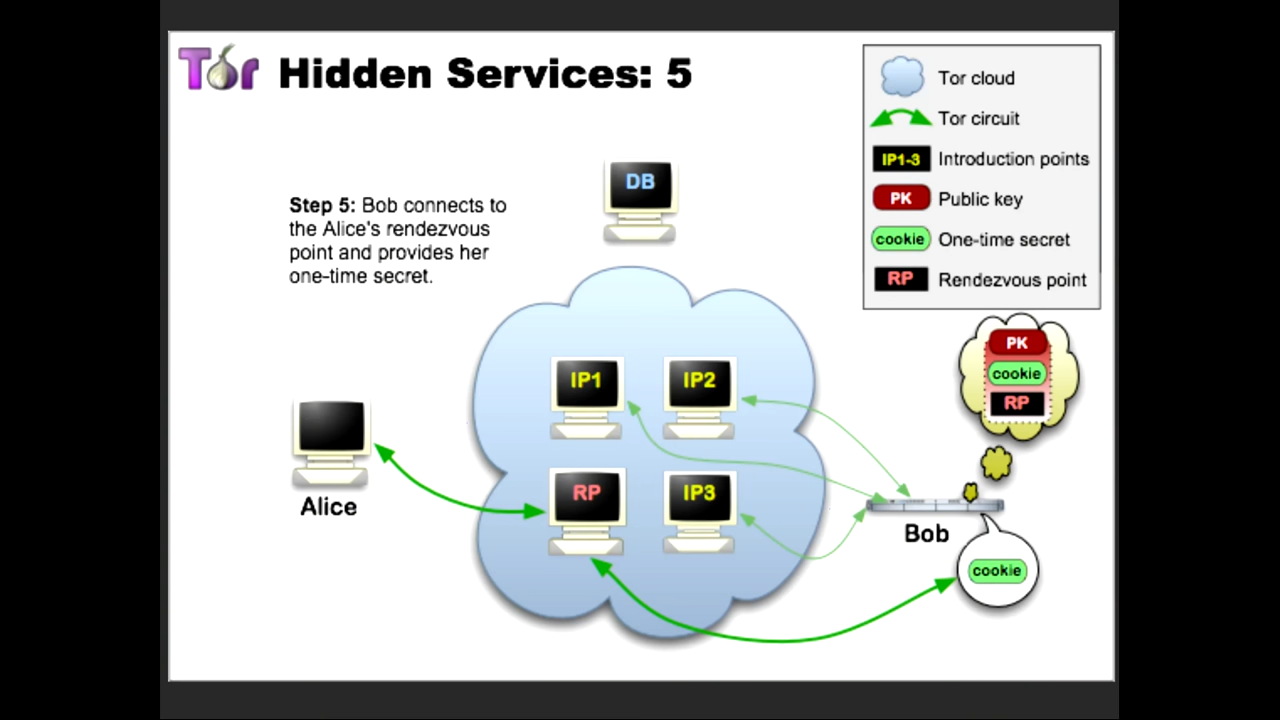 Tor Hidden Services: 5
Tor cloud
Tor circuit
IP1-3 Introduction points
PK Public key
cookie One-time secret
RP Rendezvous point
DB
Step 5: Bob connects to
the Alice's rendezvous
point and provides her
one-time secret.
PK
cookie
RP
IP1 IP2
RP IP3
Alice
Bob
cookie